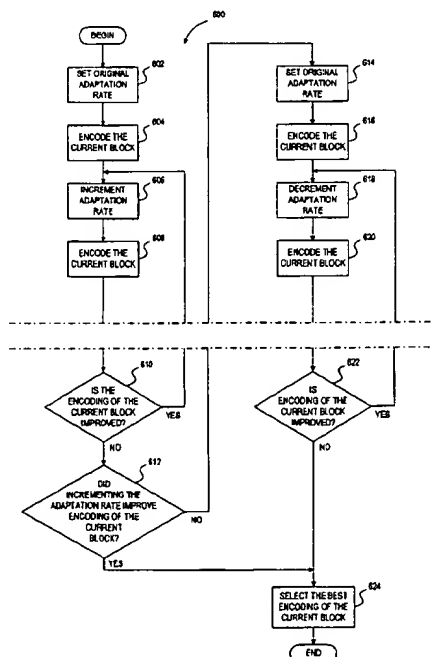 600
BEGIN
602
SET ORIGINAL
ADAPTATION
RATE
604
ENCODE THE
CURRENT BLOCK
606
INCREMENT
ADAPTATION
RATE
608
ENCODE THE
CURRENT BLOCK
610
IS THE
ENCODING OF THE
CURRENT BLOCK
IMPROVED?
YES
NO
612
DID
INCREMENTING THE
ADAPTATION RATE IMPROVE
ENCODING OF THE
CURRENT
BLOCK?
NO
YES
614
SET ORIGINAL
ADAPTATION
RATE
616
ENCODE THE
CURRENT BLOCK
618
DECREMENT
ADAPTATION
RATE
620
ENCODE THE
CURRENT BLOCK
622
IS
ENCODING OF THE
CURRENT BLOCK
IMPROVED?
YES
NO
624
SELECT THE BEST
ENCODING OF THE
CURRENT BLOCK
END